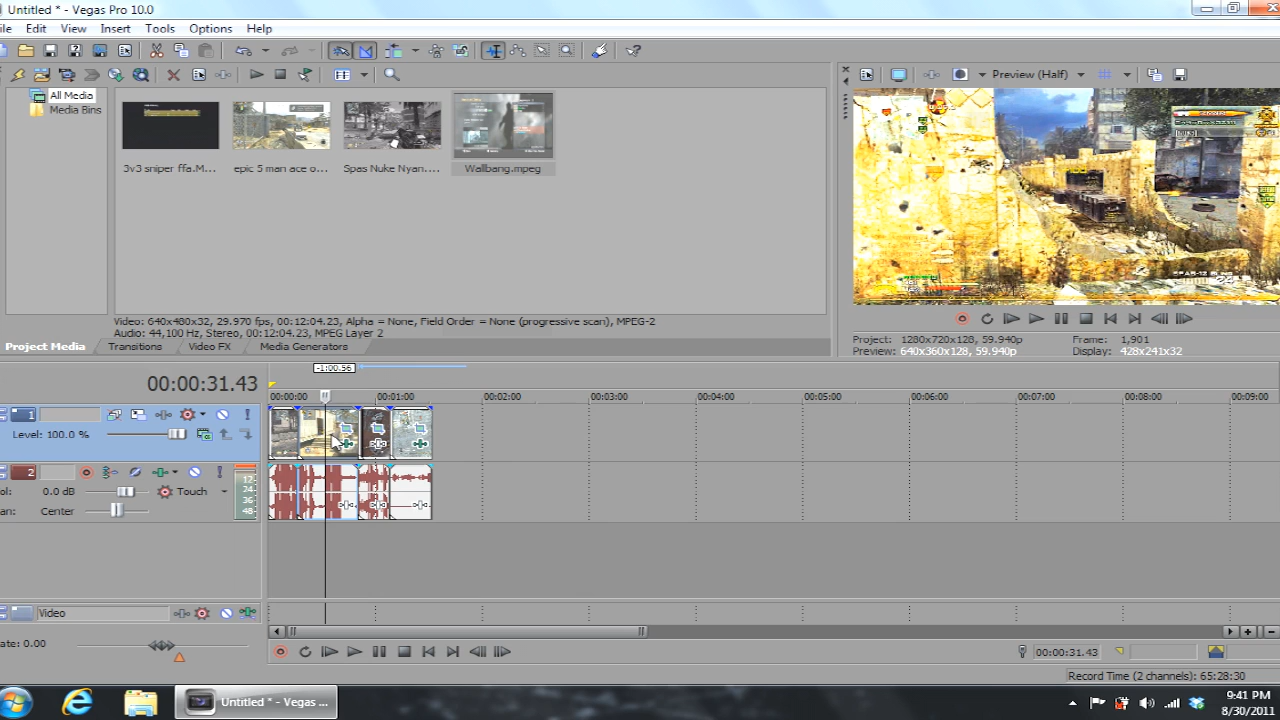 Untitled * - Vegas Pro 10.0
ile Edit View Insert Tools Options Help
All Media
Media Bins
3v3 sniper ffa.M... epic 5 man ace o... Spas Nuke Nyan.... Wallbang.mpeg
Preview (Half)
Video: 640x480x32, 29.970 fps, 00:12:04.23, Alpha = None, Field Order = None (progressive scan), MPEG-2
Audio: 44,100 Hz, Stereo, 00:12:04.23, MPEG Layer 2
Project Media Transitions Video FX Media Generators
Project: 1280x720x128, 59.940p Frame: 1,901
Preview: 640x360x128, 59.940p Display: 428x241x32
00:00:31.43
-1:00.56
00:00:00 00:01:00 00:02:00 00:03:00 00:04:00 00:05:00 00:06:00 00:07:00 00:08:00 00:09:00
1
Level: 100.0 %
2
ol: 0.0 dB Touch
an: Center
12
24
36
48
Video
ate: 0.00
00:00:31.43
Record Time (2 channels): 65:28:30
Untitled * - Vegas ...
9:41 PM
8/30/2011